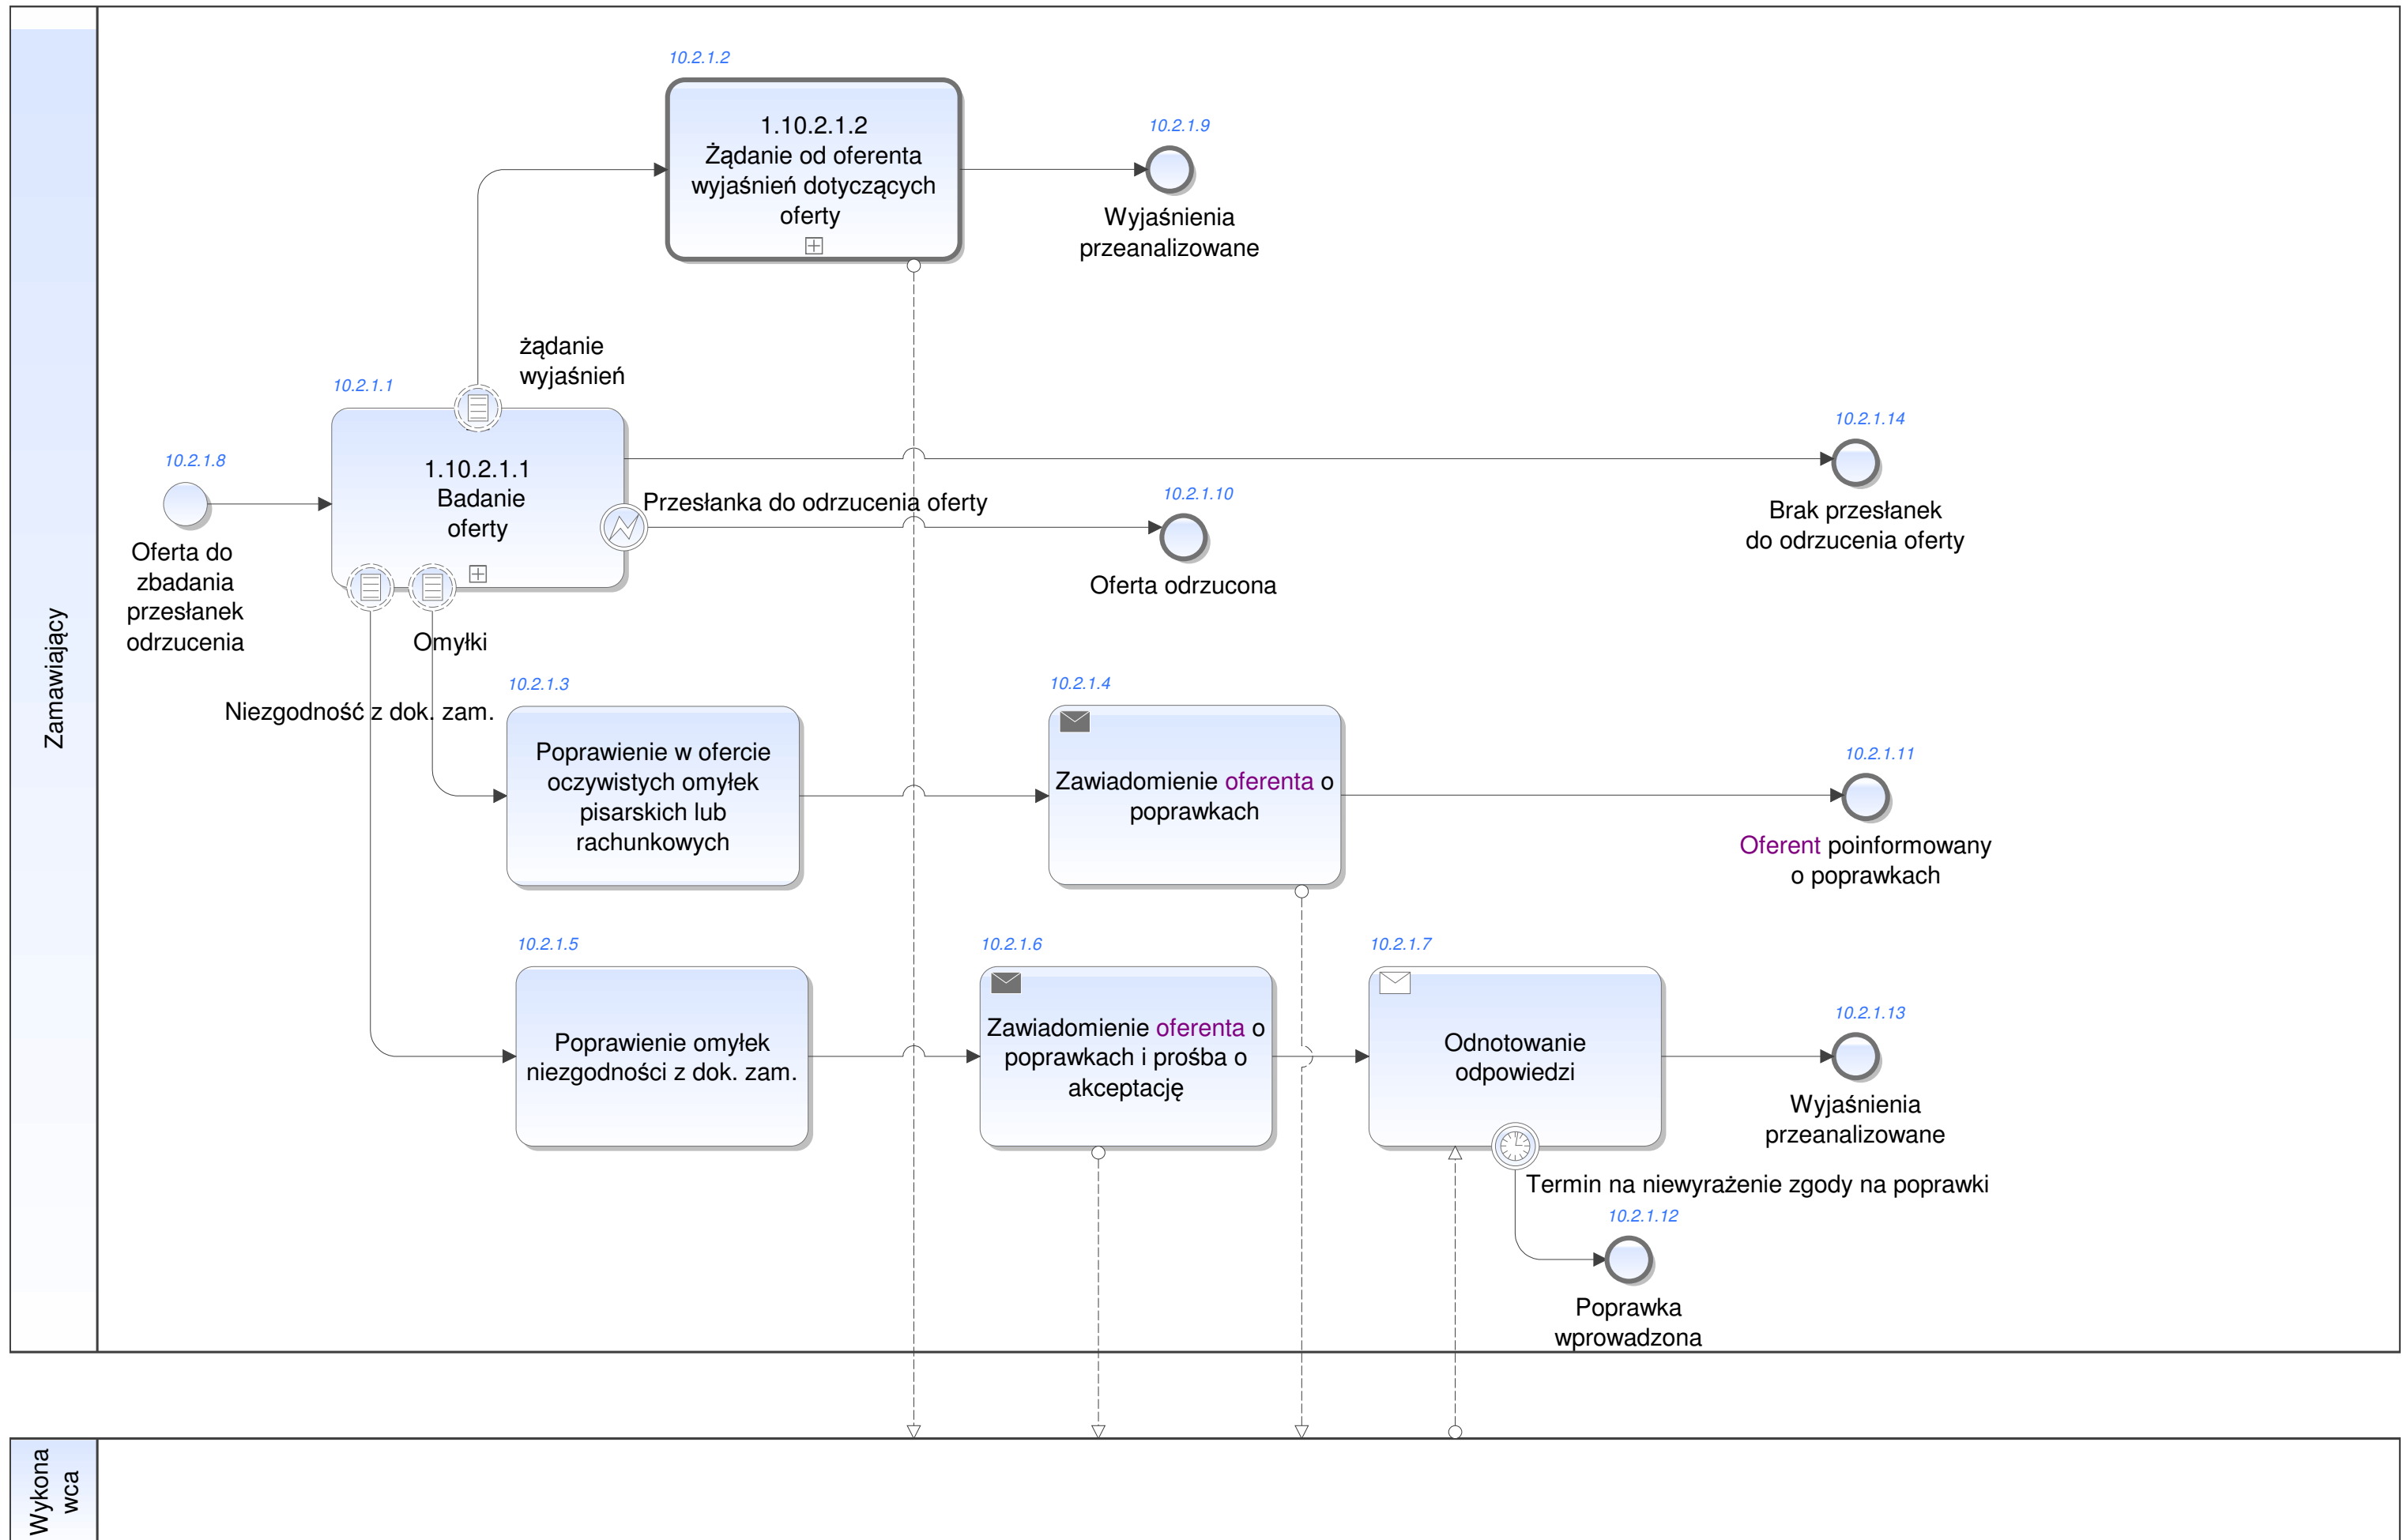 10.2.1.2
1.10.2.1.2
Żądanie od oferenta
wyjaśnień dotyczących
oferty
10.2.1.9
Wyjaśnienia
przeanalizowane
żądanie
wyjaśnień
10.2.1.1
1.10.2.1.1
Badanie
oferty
10.2.1.8
Oferta do
zbadania
przesłanek
odrzucenia
10.2.1.14
Brak przesłanek
do odrzucenia oferty
Przesłanka do odrzucenia oferty
10.2.1.10
Oferta odrzucona
Omyłki
Niezgodność z dok. zam.
Zamawiający
10.2.1.3
Poprawienie w ofercie
oczywistych omyłek
pisarskich lub
rachunkowych
10.2.1.4
Zawiadomienie oferenta o
poprawkach
10.2.1.11
Oferent poinformowany
o poprawkach
10.2.1.5
Poprawienie omyłek
niezgodności z dok. zam.
10.2.1.6
Zawiadomienie oferenta o
poprawkach i prośba o
akceptację
10.2.1.7
Odnotowanie
odpowiedzi
10.2.1.13
Wyjaśnienia
przeanalizowane
Termin na niewyrażenie zgody na poprawki
10.2.1.12
Poprawka
wprowadzona
Wykona
wca